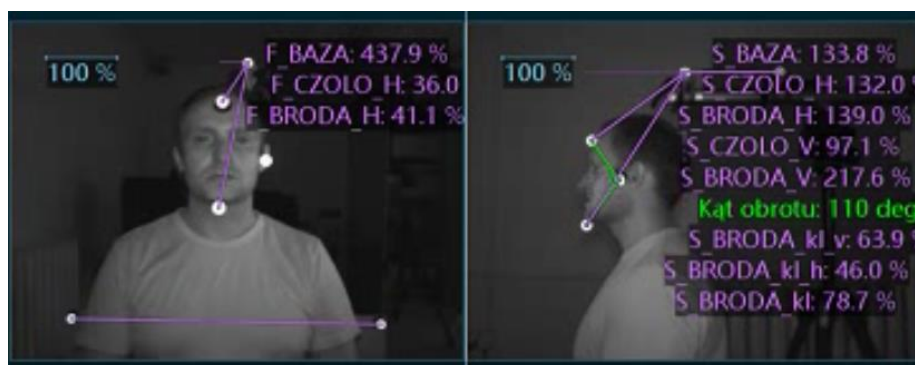 100 %
F_BAZA: 437.9 %
F_CZOLO_H: 36.0
F_BRODA_H: 41.1 %
100 %
S_BAZA: 133.8 %
S_CZOLO_H: 132.0
S_BRODA_H: 139.0 %
S_CZOLO_V: 97.1 %
S_BRODA_V: 217.6 %
Kąt obrotu: 110 deg
S_BRODA_kl_v: 63.9
S_BRODA_kl_h: 46.0 %
S_BRODA_kl: 78.7 %